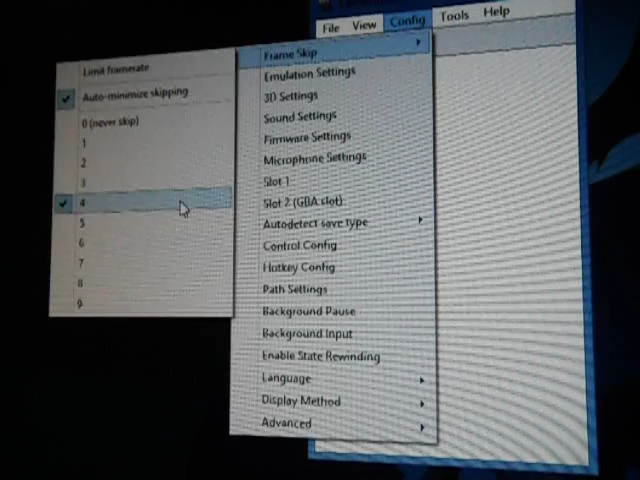 File View Config Tools Help
Frame Skip
Emulation Settings
3D Settings
Sound Settings
Firmware Settings
Microphone Settings
Slot 1
Slot 2 (GBA slot)
Autodetect save type
Control Config
Hotkey Config
Path Settings
Background Pause
Background Input
Enable State Rewinding
Language
Display Method
Advanced
Limit framerate
Auto-minimize skipping
0 (never skip)
1
2
3
4
5
6
7
8
9